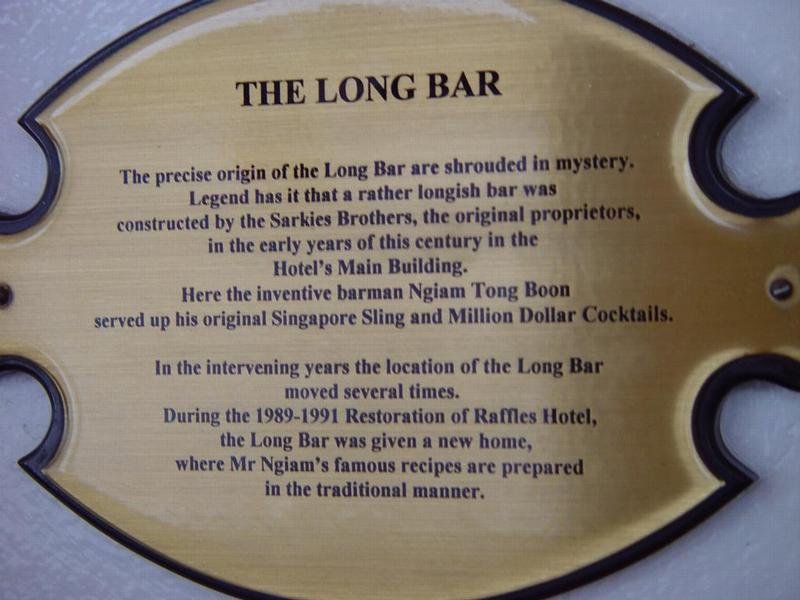 THE LONG BAR
The precise origin of the Long Bar are shrouded in mystery.
Legend has it that a rather longish bar was
constructed by the Sarkies Brothers, the original proprietors,
in the early years of this century in the
Hotel's Main Building.
Here the inventive barman Ngiam Tong Boon
served up his original Singapore Sling and Million Dollar Cocktails.
In the intervening years the location of the Long Bar
moved several times.
During the 1989-1991 Restoration of Raffles Hotel,
the Long Bar was given a new home,
where Mr Ngiam's famous recipes are prepared
in the traditional manner.